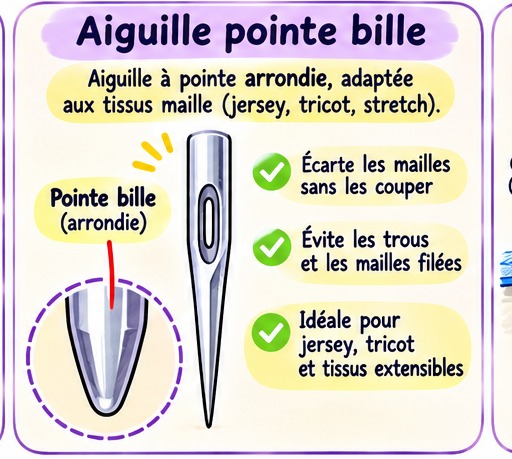 Aiguille pointe bille
Aiguille à pointe arrondie, adaptée
aux tissus maille (jersey, tricot, stretch).
Pointe bille
(arrondie)
Écarte les mailles
sans les couper
Évite les trous
et les mailles filées
Idéale pour
jersey, tricot
et tissus extensibles